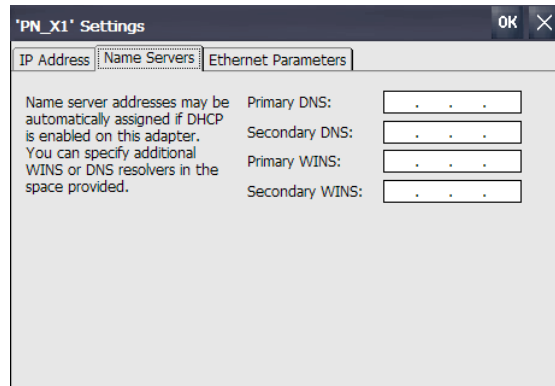 'PN_X1' Settings
OK
IP Address Name Servers Ethernet Parameters
Name server addresses may be
automatically assigned if DHCP
is enabled on this adapter.
You can specify additional
WINS or DNS resolvers in the
space provided.
Primary DNS:
Secondary DNS:
Primary WINS:
Secondary WINS: